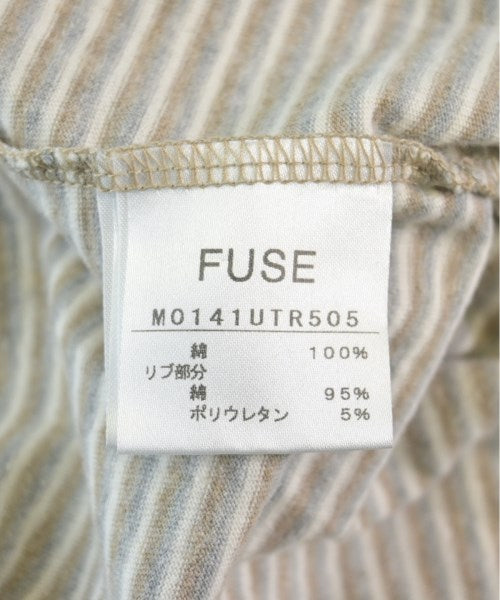 FUSE
M0141UTR505
綿 100%
リブ部分
綿 95%
ポリウレタン 5%